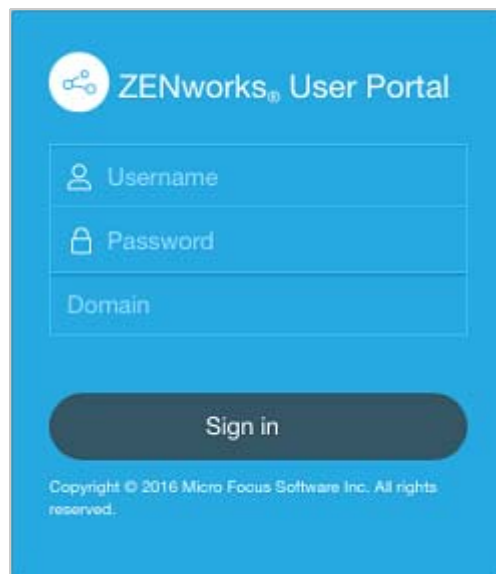 ZENworks® User Portal
Username
Password
Domain
Sign in
Copyright © 2016 Micro Focus Software Inc. All rights
reserved.